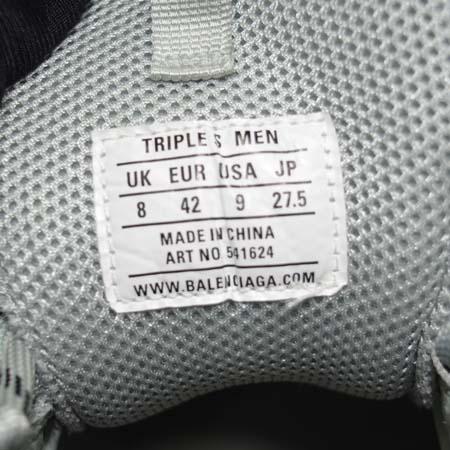 TRIPLE S MEN
UK EUR USA JP
8 42 9 27.5
MADE IN CHINA
ART NO.541624
WWW.BALENCIAGA.COM